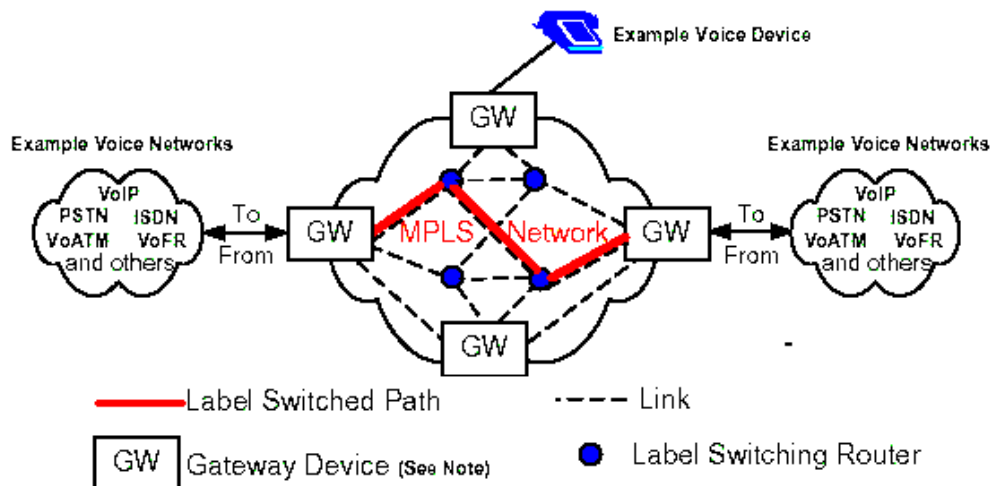 Example Voice Device
GW
Example Voice Networks
VoIP
PSTN ISDN
VoATM VoFR
and others
To
From
GW
MPLS Network
GW
To
From
Example Voice Networks
VoIP
PSTN ISDN
VoATM VoFR
and others
GW
Label Switched Path
Link
GW Gateway Device (See Note)
Label Switching Router